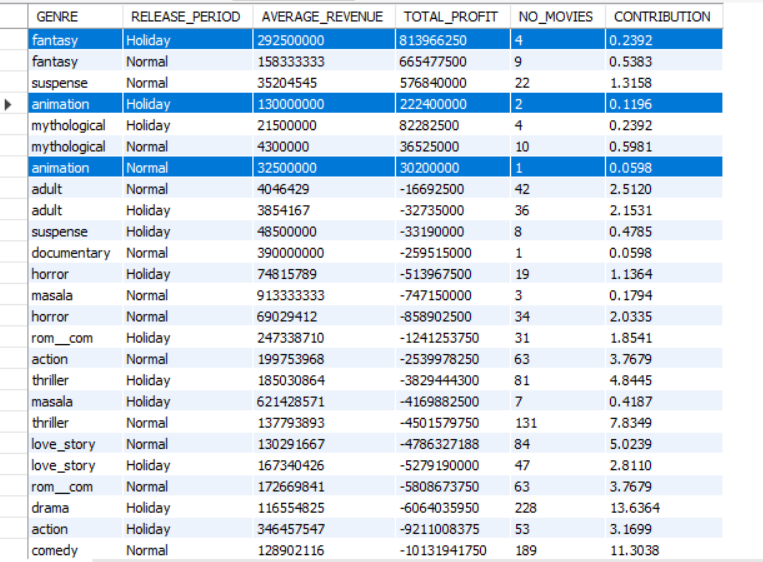 GENRE RELEASE_PERIOD AVERAGE_REVENUE TOTAL_PROFIT NO_MOVIES CONTRIBUTION
fantasy Holiday 292500000 813966250 4 0.2392
fantasy Normal 158333333 665477500 9 0.5383
suspense Normal 35204545 576840000 22 1.3158
animation Holiday 130000000 222400000 2 0.1196
mythological Holiday 21500000 82282500 4 0.2392
mythological Normal 4300000 36525000 10 0.5981
animation Normal 32500000 30200000 1 0.0598
adult Normal 4046429 -16692500 42 2.5120
adult Holiday 3854167 -32735000 36 2.1531
suspense Holiday 48500000 -33190000 8 0.4785
documentary Normal 390000000 -259515000 1 0.0598
horror Holiday 74815789 -513967500 19 1.1364
masala Normal 913333333 -747150000 3 0.1794
horror Normal 69029412 -858902500 34 2.0335
rom__com Holiday 247338710 -1241253750 31 1.8541
action Normal 199753968 -2539978250 63 3.7679
thriller Holiday 185030864 -3829444300 81 4.8445
masala Holiday 621428571 -4169882500 7 0.4187
thriller Normal 137793893 -4501579750 131 7.8349
love_story Normal 130291667 -4786327188 84 5.0239
love_story Holiday 167340426 -5279190000 47 2.8110
rom__com Normal 172669841 -5808673750 63 3.7679
drama Holiday 116554825 -6064035950 228 13.6364
action Holiday 346457547 -9211008375 53 3.1699
comedy Normal 128902116 -10131941750 189 11.3038